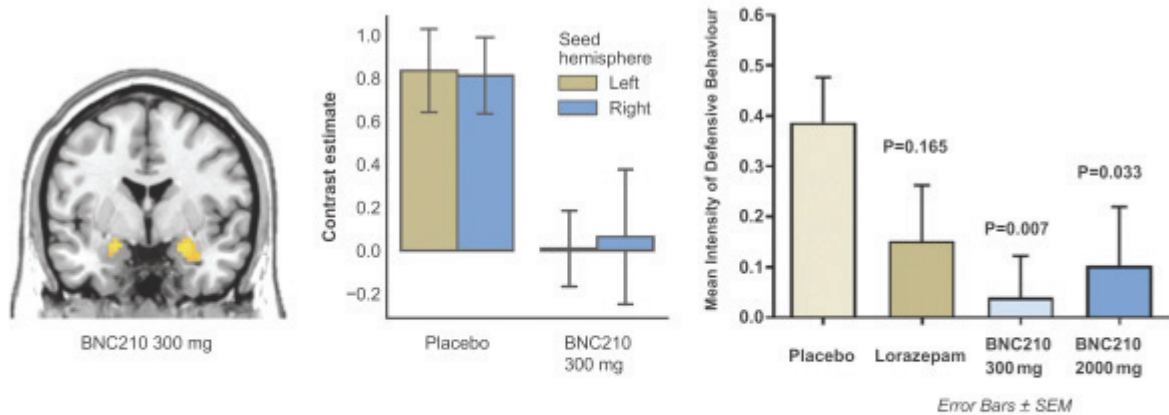 BNC210 300 mg
Contrast estimate
1.0
0.8
0.6
0.4
0.2
0.0
−0.2
Seed
hemisphere
Left
Right
Placebo
BNC210
300 mg
Mean Intensity of Defensive Behaviour
0.6
0.5
0.4
0.3
0.2
0.1
0.0
P=0.165
P=0.007
P=0.033
Placebo
Lorazepam
BNC210
300 mg
BNC210
2000 mg
Error Bars ± SEM